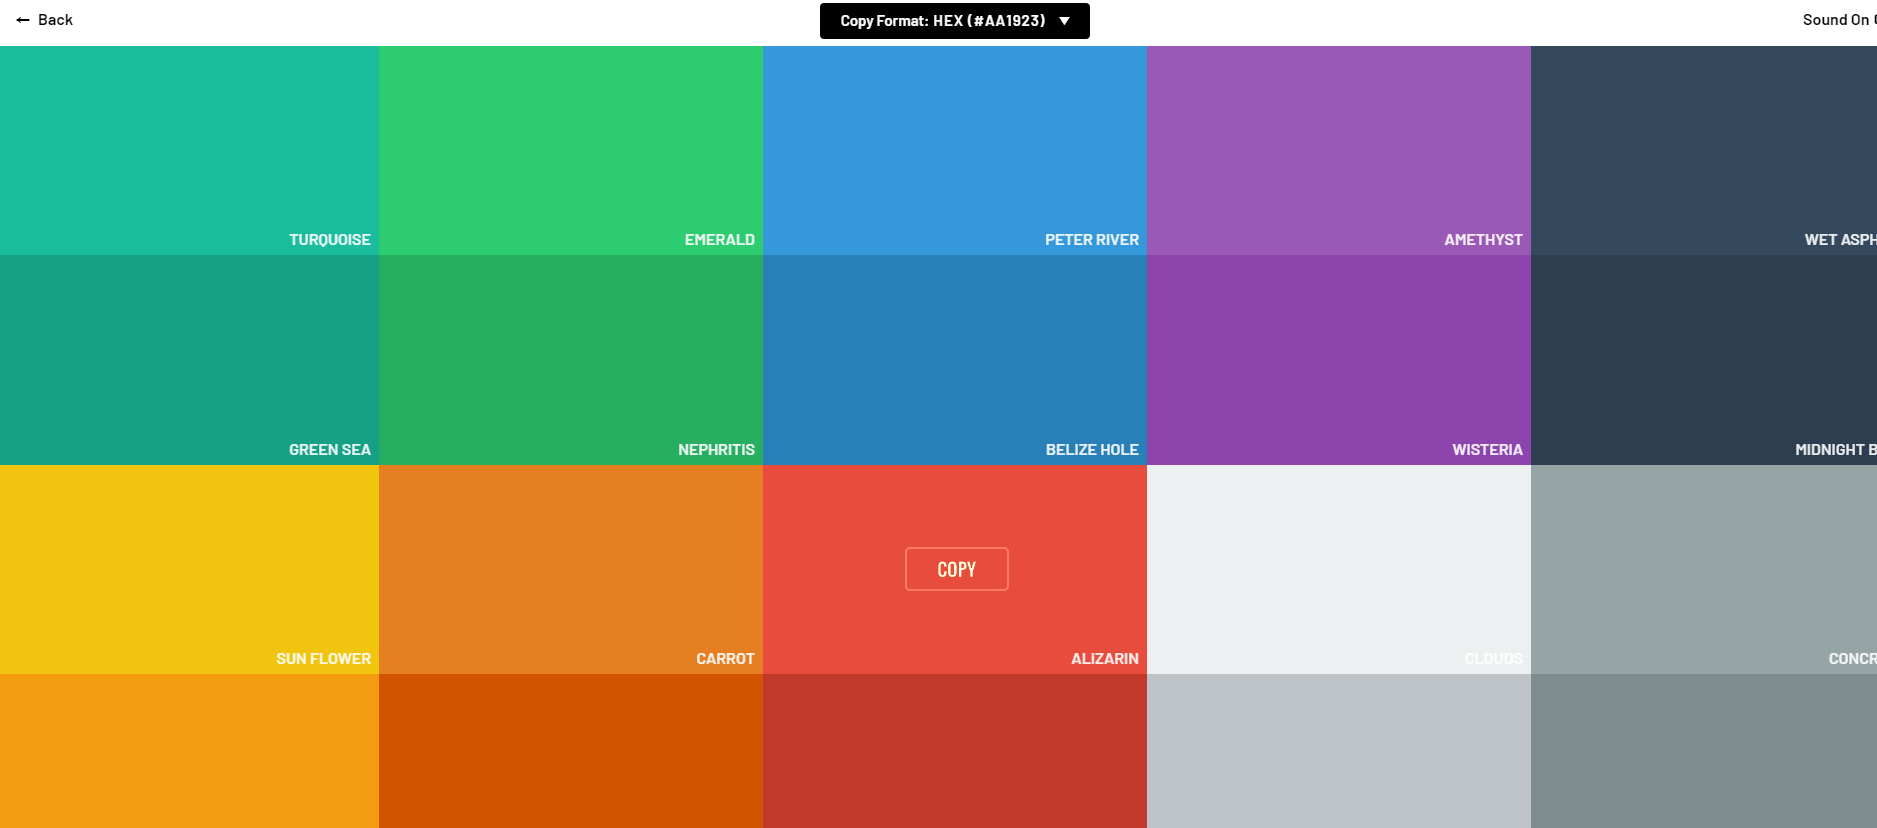 ← Back
Copy Format: HEX (#AA1923) ▼
Sound On
TURQUOISE
EMERALD
PETER RIVER
AMETHYST
WET ASPH
GREEN SEA
NEPHRITIS
BELIZE HOLE
WISTERIA
MIDNIGHT B
COPY
SUN FLOWER
CARROT
ALIZARIN
CLOUDS
CONCR